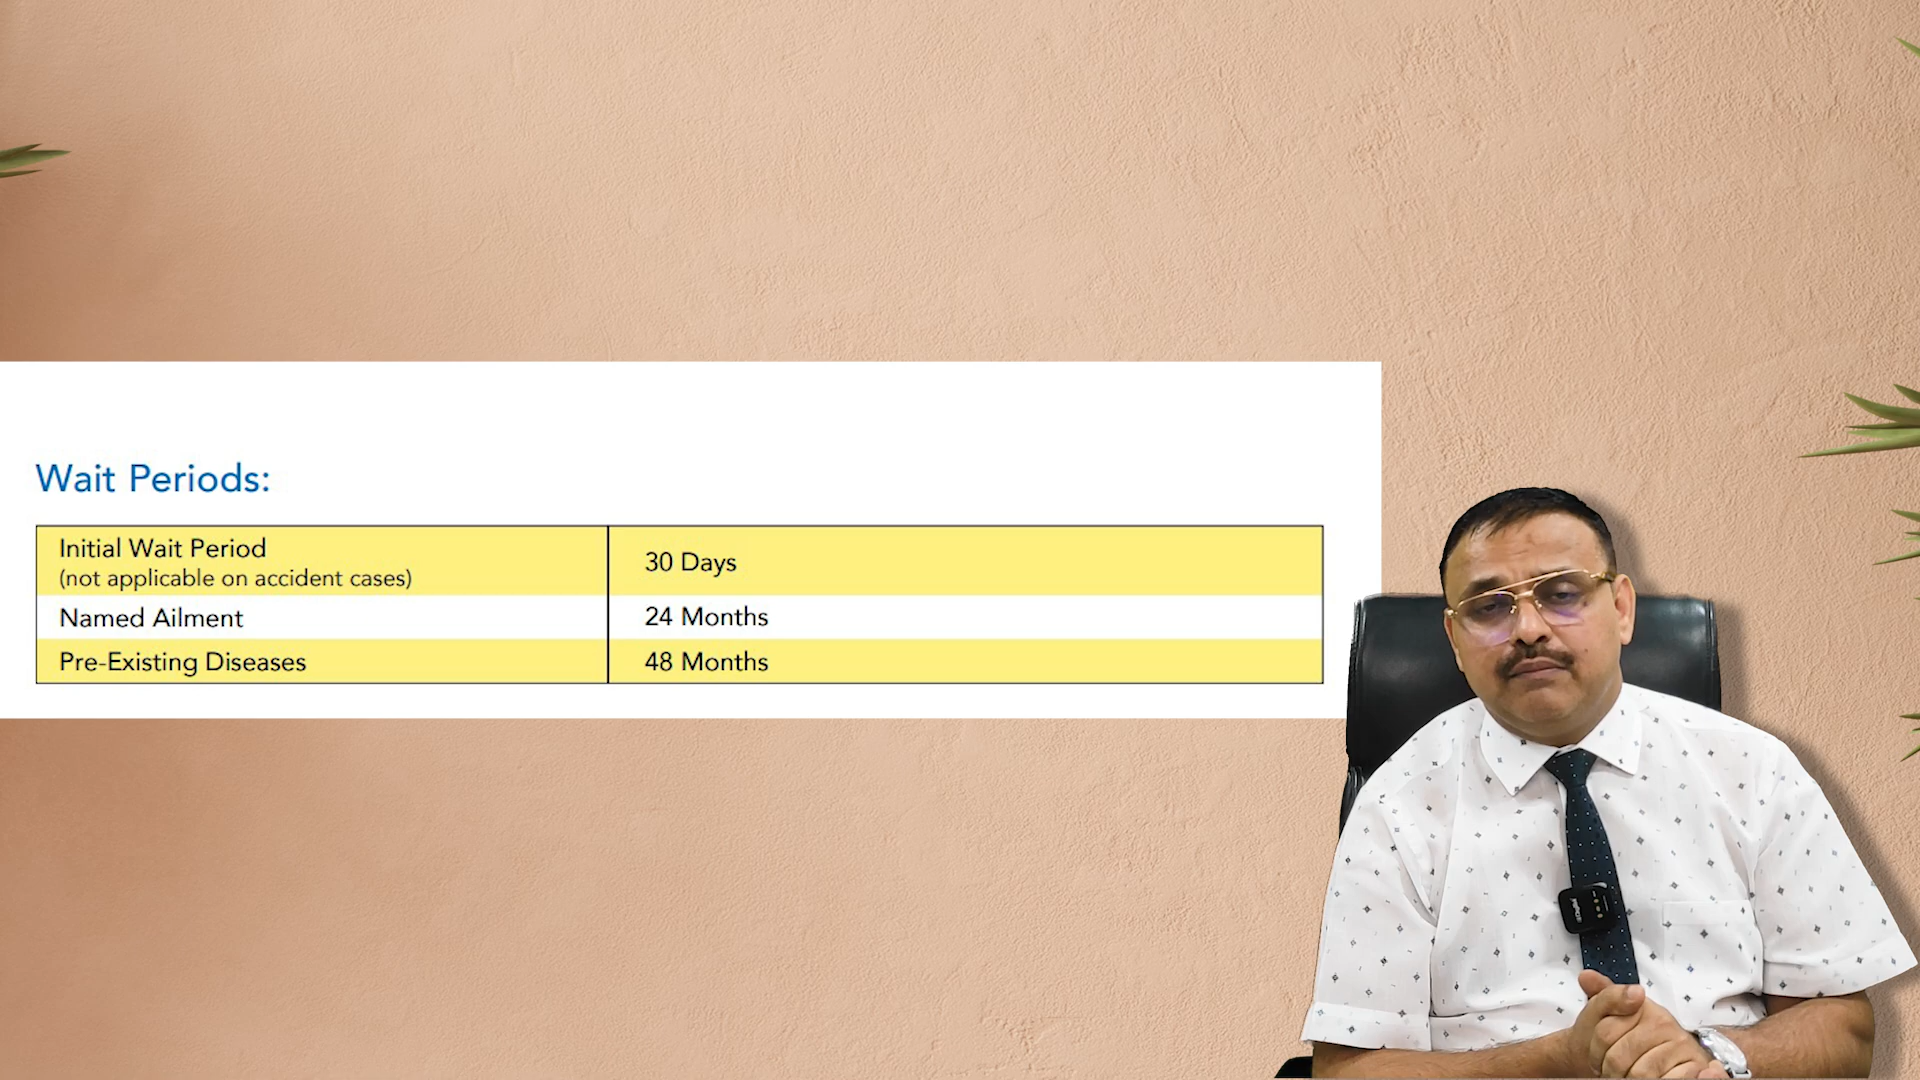 Wait Periods:
Initial Wait Period
(not applicable on accident cases)
30 Days
Named Ailment
24 Months
Pre-Existing Diseases
48 Months